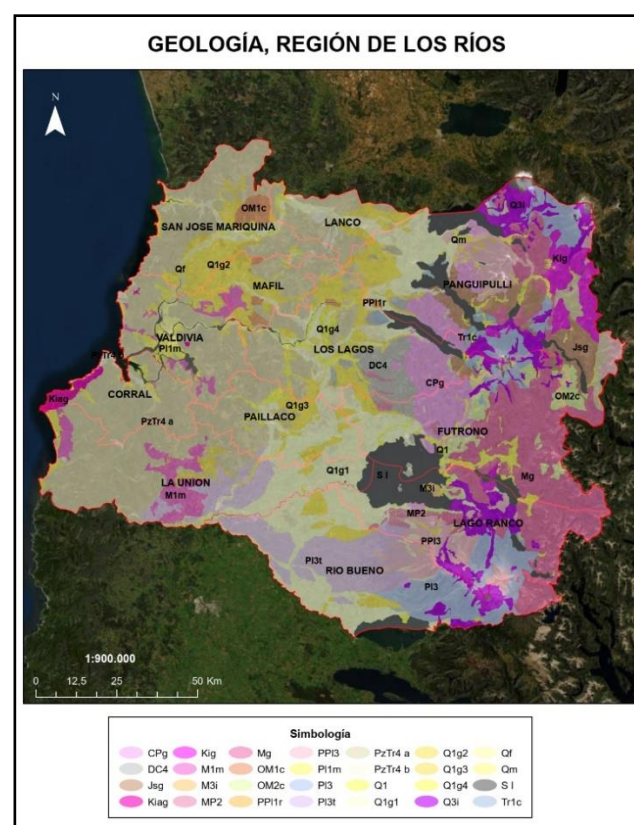 GEOLOGÍA, REGIÓN DE LOS RÍOS
N
OM1c
Q3i
SAN JOSE MARIQUINA
LANCO
Qm
Kig
Qf
Q1g2
MAFIL
PANGUIPULLI
PPl1r
Q1g4
Tr1c
VALDIVIA
Pl1m
LOS LAGOS
Jsg
DC4
CPg
OM2c
Kiag
CORRAL
PzTr4 a
Q1g3
PAILLACO
FUTRONO
Q1
Q1g1
S I
Mg
LA UNION
M1m
M3i
MP2
LAGO RANCO
PPl3
Pl3t
RIO BUENO
Pl3
1:900.000
0 12,5 25 50 Km
Simbología
CPg Kig Mg PPl3 PzTr4 a Q1g2 Qf
DC4 M1m OM1c Pl1m PzTr4 b Q1g3 Qm
Jsg M3i OM2c Pl3 Q1 Q1g4 S I
Kiag MP2 PPl1r Pl3t Q1g1 Q3i Tr1c